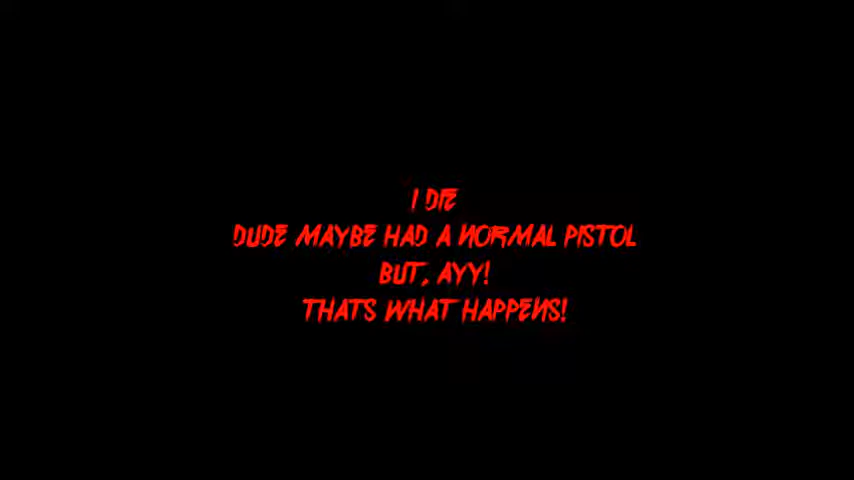 I DIE
DUDE MAYBE HAD A NORMAL PISTOL
BUT, AYY!
THATS WHAT HAPPENS!